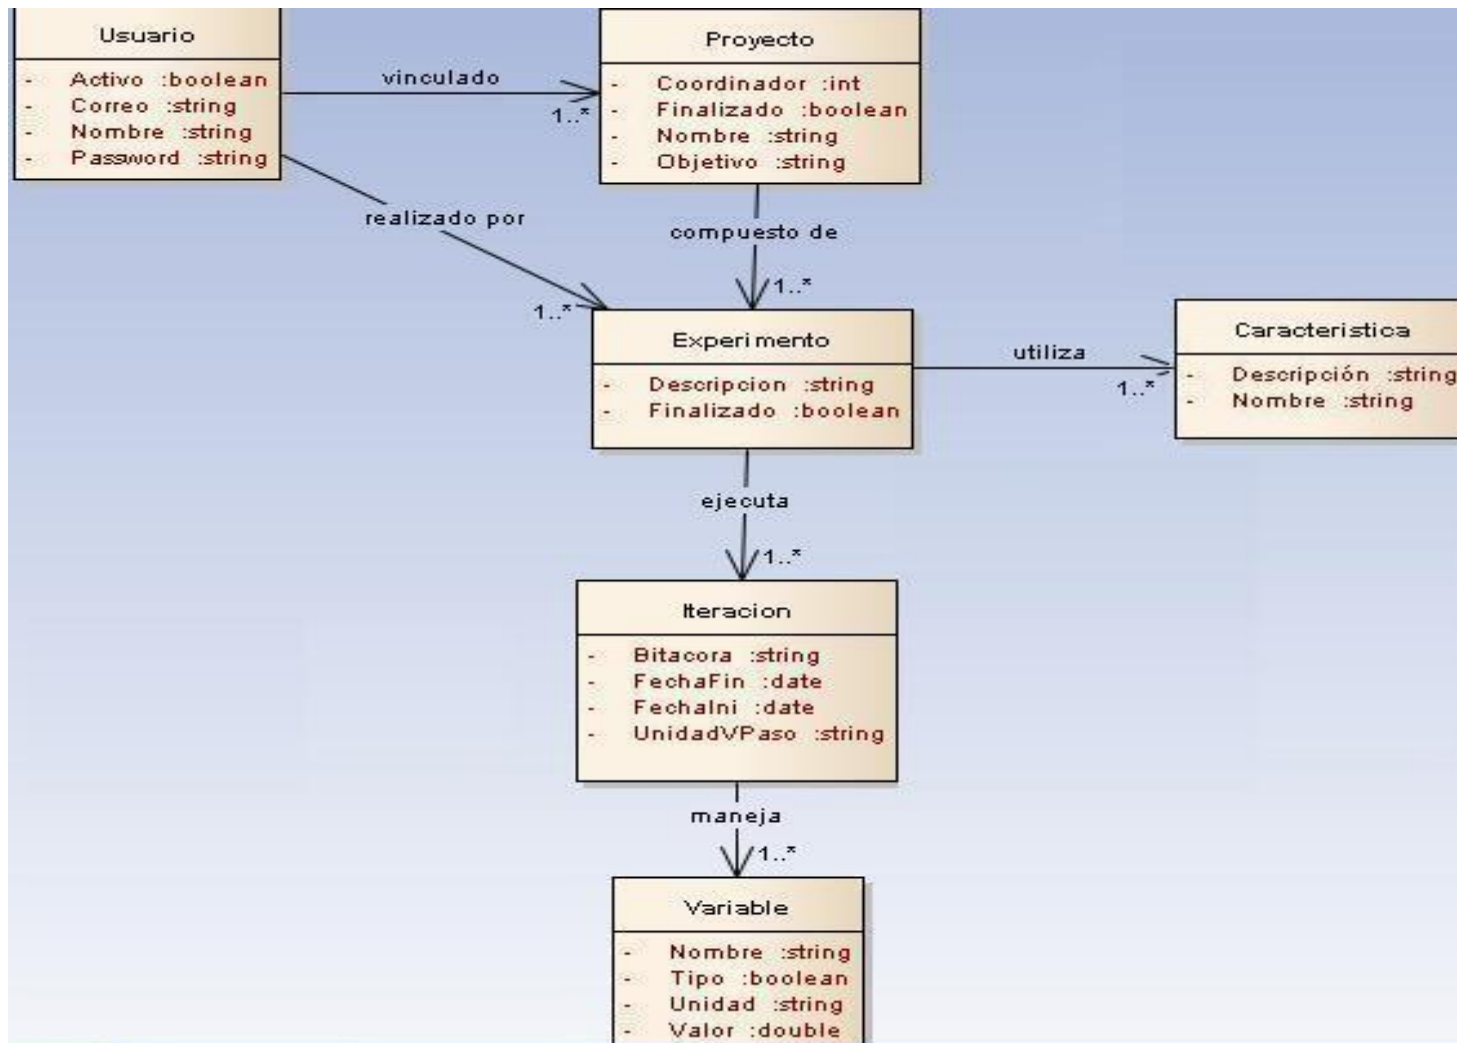 Usuario
- Activo :boolean
- Correo :string
- Nombre :string
- Password :string
vinculado
1..*
Proyecto
- Coordinador :int
- Finalizado :boolean
- Nombre :string
- Objetivo :string
realizado por
1..*
compuesto de
1..*
Experimento
- Descripcion :string
- Finalizado :boolean
utiliza
1..*
Caracteristica
- Descripción :string
- Nombre :string
ejecuta
1..*
Iteracion
- Bitacora :string
- FechaFin :date
- FechaIni :date
- UnidadVPaso :string
maneja
1..*
Variable
- Nombre :string
- Tipo :boolean
- Unidad :string
- Valor :double